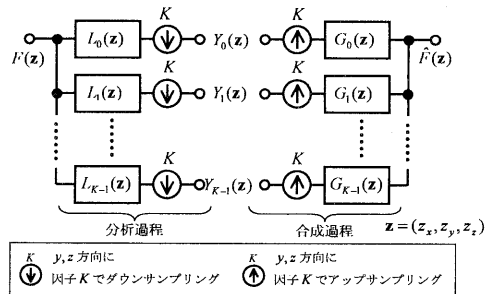 K
K
F(z)
L₀(z)
Y₀(z)
G₀(z)
F̂(z)
K
K
L₁(z)
Y₁(z)
G₁(z)
K
K
L_{K-1}(z)
Y_{K-1}(z)
G_{K-1}(z)
分析過程
合成過程
z = (z_x, z_y, z_z)
K y, z 方向に
因子 K でダウンサンプリング
K y, z 方向に
因子 K でアップサンプリング